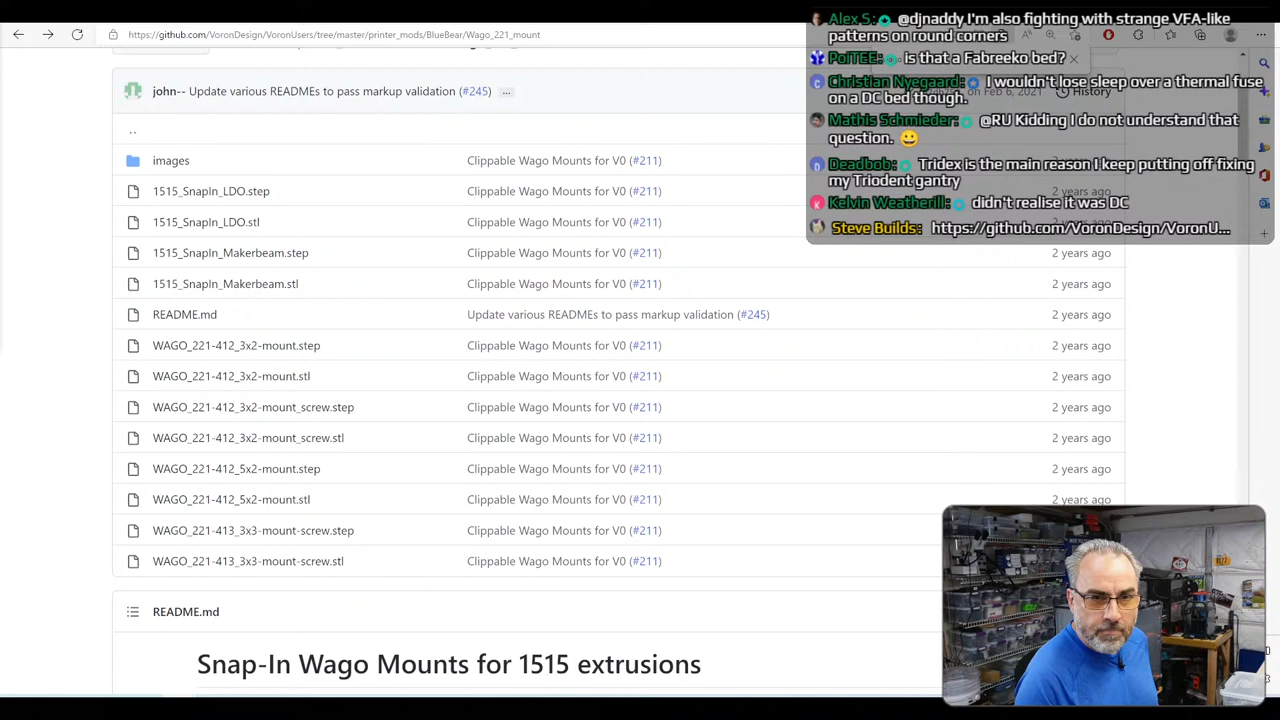 https://github.com/VoronDesign/VoronUsers/tree/master/printer_mods/BlueBear/Wago_221_mount
Alex S: @djnaddy I'm also fighting with strange VFA-like
patterns on round corners
PolTEE: is that a Fabreeko bed?
Christian Nyegaard: I wouldn't lose sleep over a thermal fuse
on a DC bed though.
Mathis Schmieder: @RU Kidding I do not understand that
question. 😀
Deadbob: Tridex is the main reason I keep putting off fixing
my Triodent gantry
Kelvin Weatherill: didn't realise it was DC
Steve Builds: https://github.com/VoronDesign/VoronU...
john-- Update various READMEs to pass markup validation (#245) ...
on Feb 6, 2021 History
..
images Clippable Wago Mounts for V0 (#211)
1515_SnapIn_LDO.step Clippable Wago Mounts for V0 (#211)
1515_SnapIn_LDO.stl Clippable Wago Mounts for V0 (#211)
1515_SnapIn_Makerbeam.step Clippable Wago Mounts for V0 (#211) 2 years ago
1515_SnapIn_Makerbeam.stl Clippable Wago Mounts for V0 (#211) 2 years ago
README.md Update various READMEs to pass markup validation (#245) 2 years ago
WAGO_221-412_3x2-mount.step Clippable Wago Mounts for V0 (#211) 2 years ago
WAGO_221-412_3x2-mount.stl Clippable Wago Mounts for V0 (#211) 2 years ago
WAGO_221-412_3x2-mount_screw.step Clippable Wago Mounts for V0 (#211) 2 years ago
WAGO_221-412_3x2-mount_screw.stl Clippable Wago Mounts for V0 (#211) 2 years ago
WAGO_221-412_5x2-mount.step Clippable Wago Mounts for V0 (#211) 2 years ago
WAGO_221-412_5x2-mount.stl Clippable Wago Mounts for V0 (#211) 2 years ago
WAGO_221-413_3x3-mount-screw.step Clippable Wago Mounts for V0 (#211)
WAGO_221-413_3x3-mount-screw.stl Clippable Wago Mounts for V0 (#211)
README.md
Snap-In Wago Mounts for 1515 extrusions